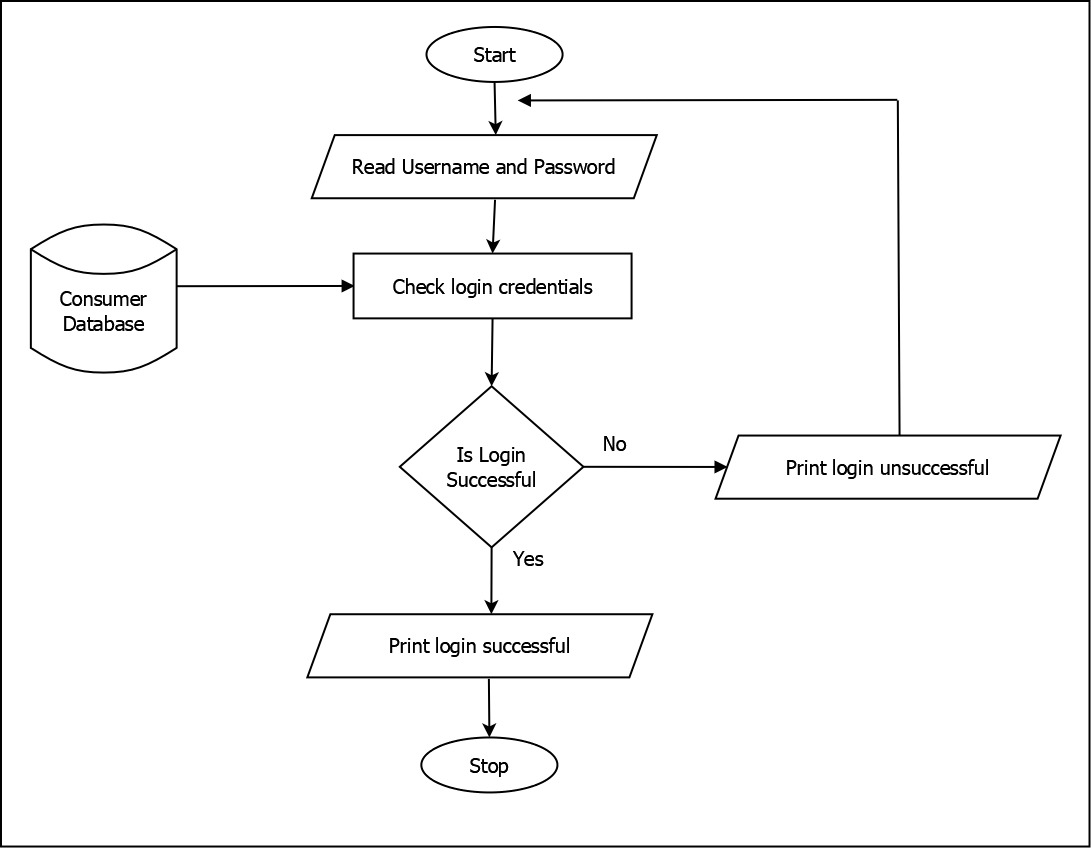 Start
Read Username and Password
Consumer
Database
Check login credentials
Is Login
Successful
No
Print login unsuccessful
Yes
Print login successful
Stop